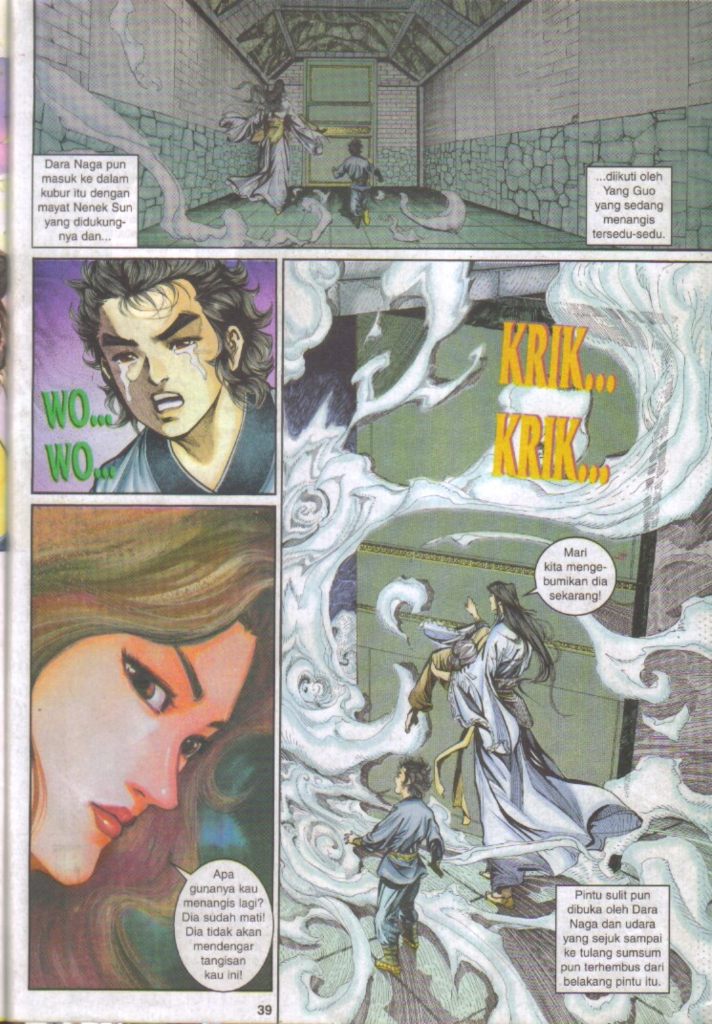 Dara Naga pun
masuk ke dalam
kubur itu dengan
mayat Nenek Sun
yang didukung-
nya dan...
...diikuti oleh
Yang Guo
yang sedang
menangis
tersedu-sedu.
WO...
WO...
KRIK...
KRIK...
Mari
kita menge-
bumikan dia
sekarang!
Apa
gunanya kau
menangis lagi?
Dia sudah mati!
Dia tidak akan
mendengar
tangisan
kau ini!
Pintu sulit pun
dibuka oleh Dara
Naga dan udara
yang sejuk sampai
ke tulang sumsum
pun terhembus dari
belakang pintu itu.
39